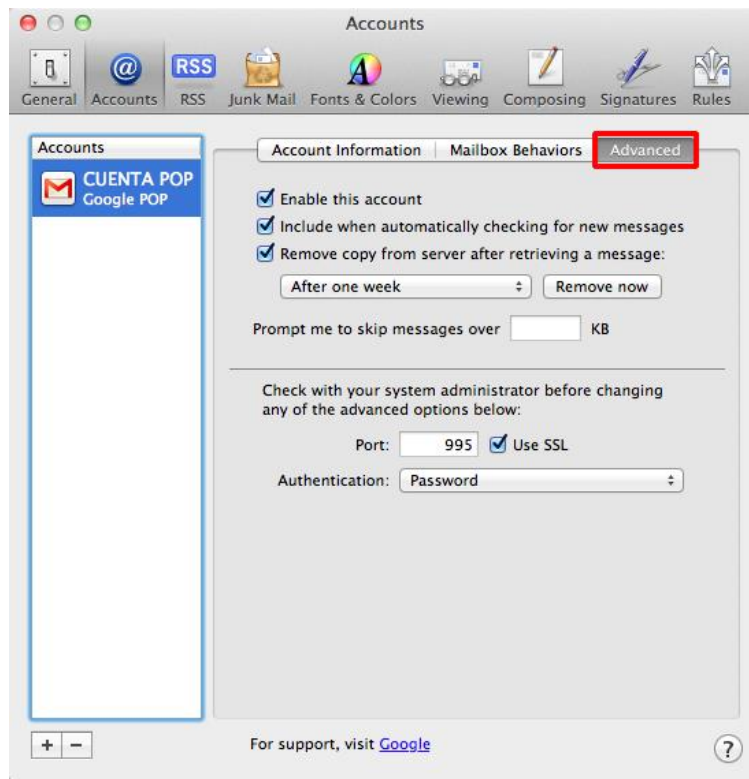 Accounts
General Accounts RSS Junk Mail Fonts & Colors Viewing Composing Signatures Rules
Accounts
CUENTA POP
Google POP
Account Information Mailbox Behaviors Advanced
Enable this account
Include when automatically checking for new messages
Remove copy from server after retrieving a message:
After one week Remove now
Prompt me to skip messages over KB
Check with your system administrator before changing
any of the advanced options below:
Port: 995 Use SSL
Authentication: Password
+ − For support, visit Google ?